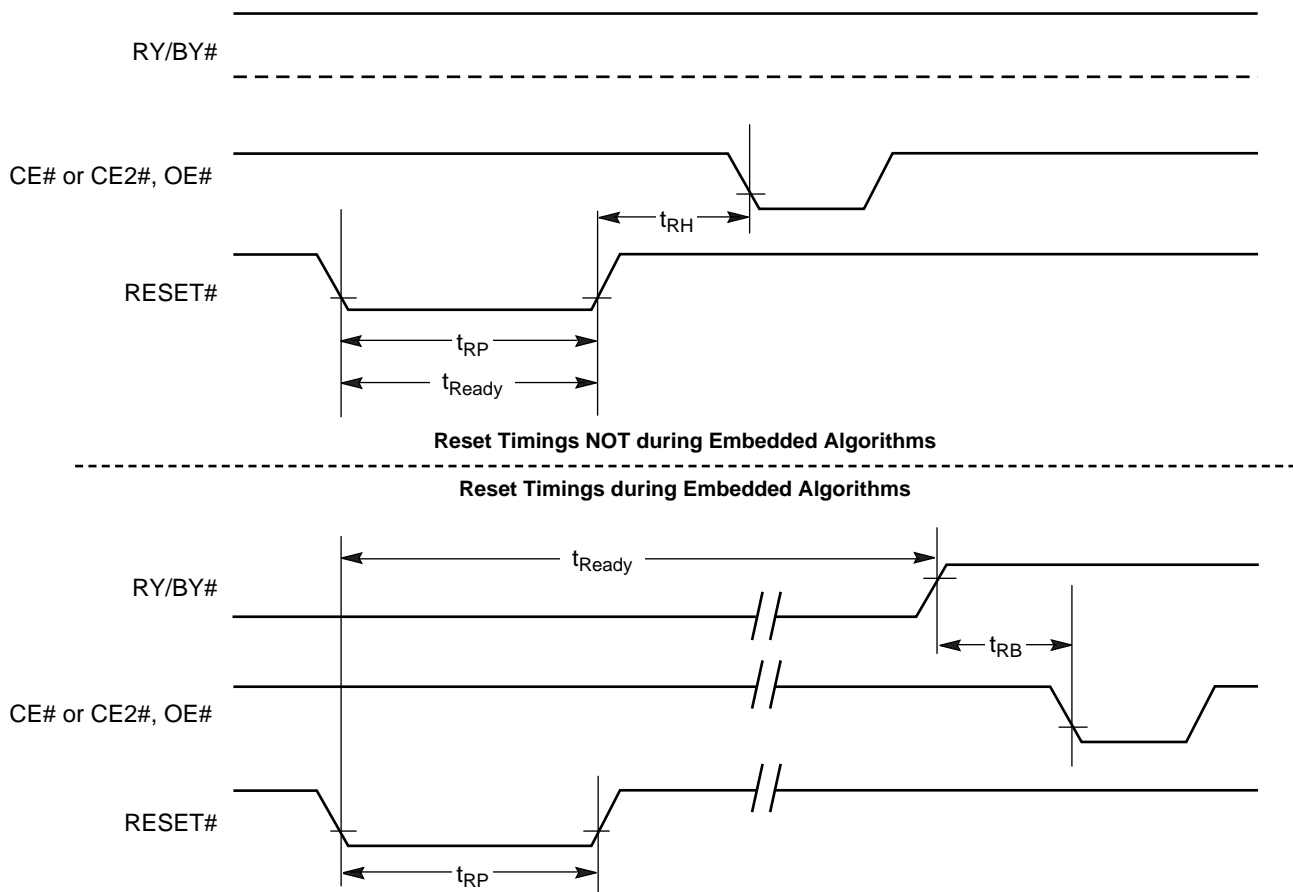 RY/BY#
CE# or CE2#, OE#
tRH
RESET#
tRP
tReady
Reset Timings NOT during Embedded Algorithms
Reset Timings during Embedded Algorithms
tReady
RY/BY#
tRB
CE# or CE2#, OE#
RESET#
tRP